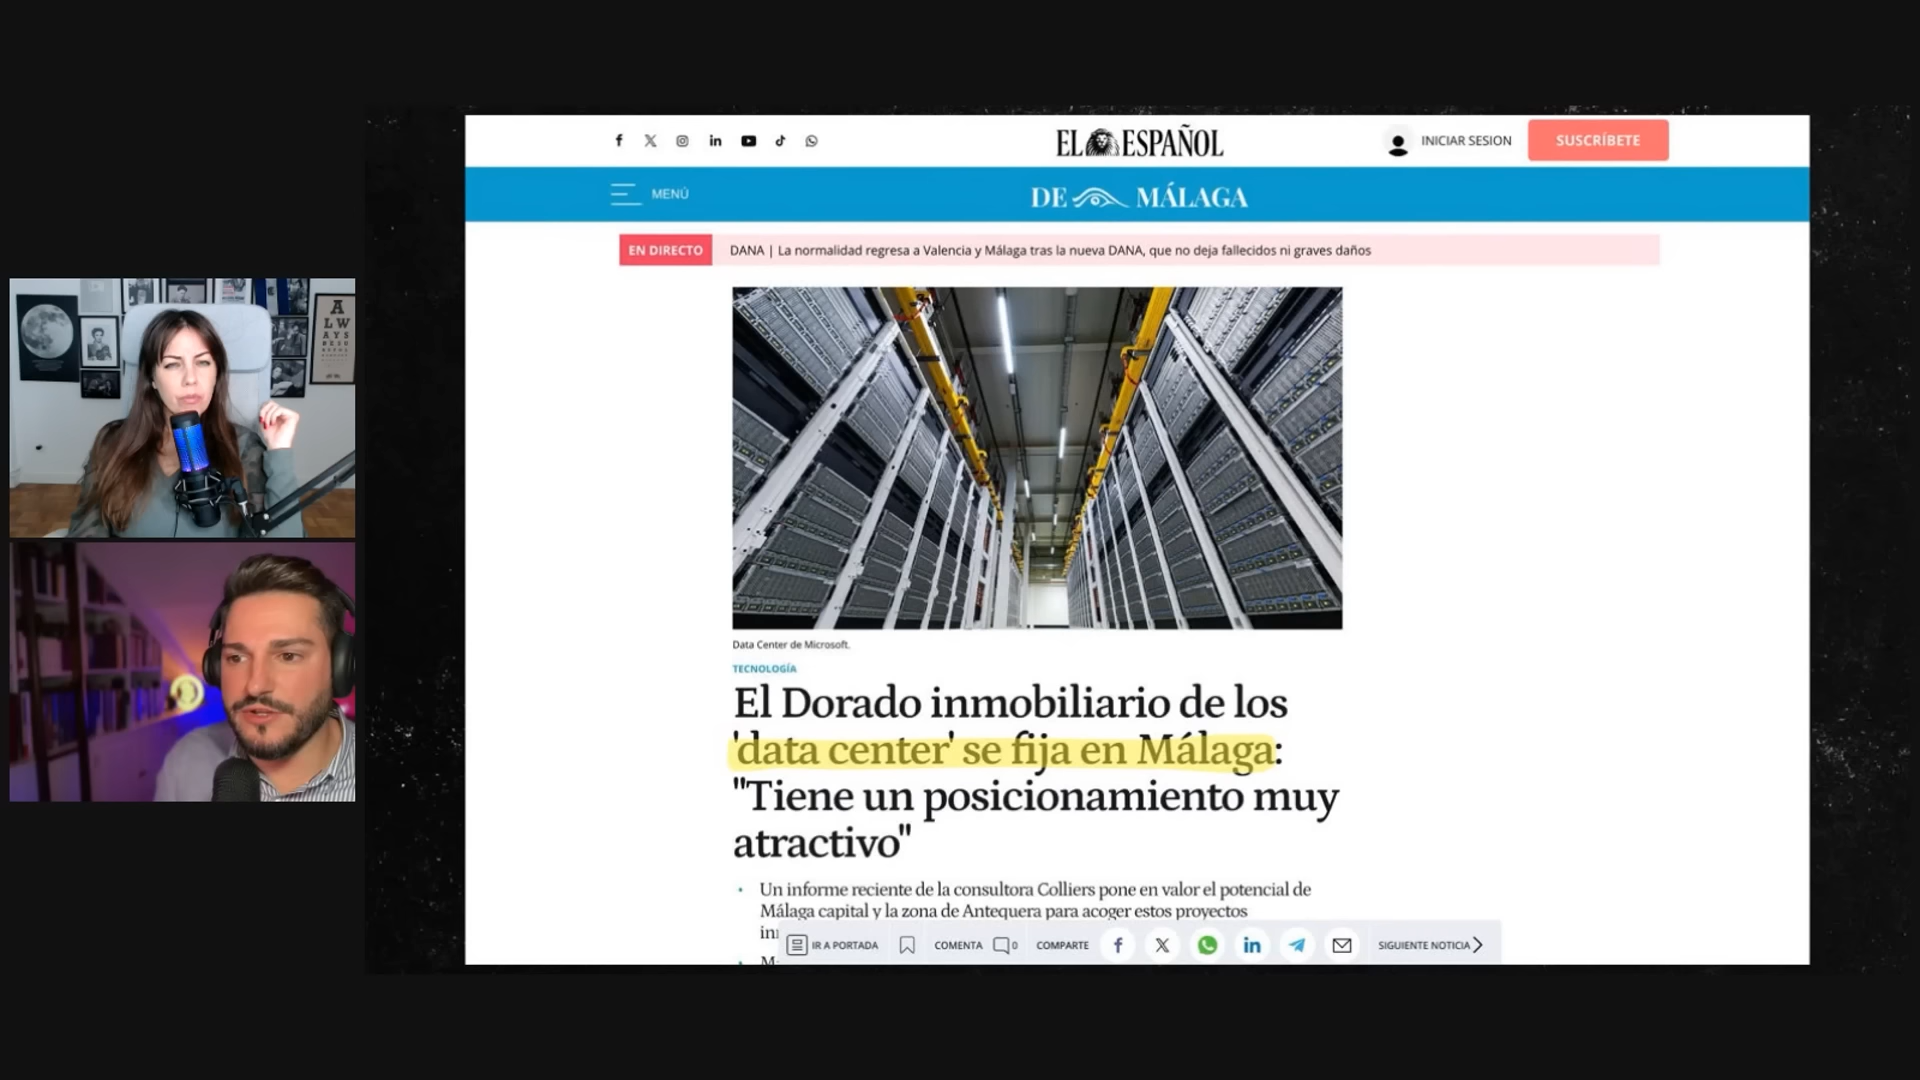 EL ESPAÑOL
INICIAR SESION
SUSCRÍBETE
MENÚ
DE MÁLAGA
EN DIRECTO
DANA | La normalidad regresa a Valencia y Málaga tras la nueva DANA, que no deja fallecidos ni graves daños
A
L W
A Y S
Data Center de Microsoft.
TECNOLOGÍA
El Dorado inmobiliario de los
'data center' se fija en Málaga:
"Tiene un posicionamiento muy
atractivo"
• Un informe reciente de la consultora Colliers pone en valor el potencial de
Málaga capital y la zona de Antequera para acoger estos proyectos
IR A PORTADA
COMENTA
0
COMPARTE
SIGUIENTE NOTICIA